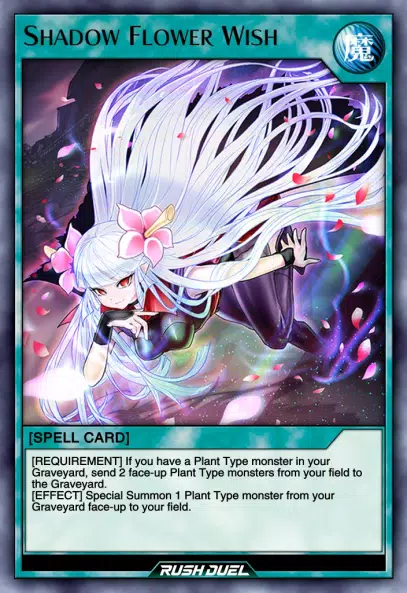 Shadow Flower Wish
魔
[SPELL CARD]
[REQUIREMENT] If you have a Plant Type monster in your
Graveyard, send 2 face-up Plant Type monsters from your field to
the Graveyard.
[EFFECT] Special Summon 1 Plant Type monster from your
Graveyard face-up to your field.
RUSH DUEL